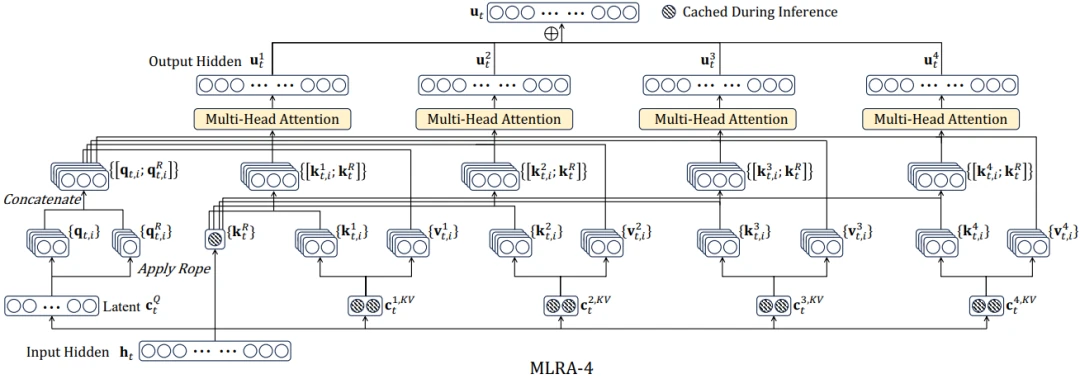 𝐮_t Cached During Inference
Output Hidden 𝐮_t^1 𝐮_t^2 𝐮_t^3 𝐮_t^4
Multi-Head Attention Multi-Head Attention Multi-Head Attention Multi-Head Attention
{[𝐪_{t,i}; 𝐪_{t,i}^R]} {[𝐤_{t,i}^1; 𝐤_t^R]} {[𝐤_{t,i}^2; 𝐤_t^R]} {[𝐤_{t,i}^3; 𝐤_t^R]} {[𝐤_{t,i}^4; 𝐤_t^R]}
Concatenate
{𝐪_{t,i}} {𝐪_{t,i}^R} {𝐤_t^R} {𝐤_{t,i}^1} {𝐯_{t,i}^1} {𝐤_{t,i}^2} {𝐯_{t,i}^2} {𝐤_{t,i}^3} {𝐯_{t,i}^3} {𝐤_{t,i}^4} {𝐯_{t,i}^4}
Apply Rope
Latent 𝐜_t^Q 𝐜_t^{1,KV} 𝐜_t^{2,KV} 𝐜_t^{3,KV} 𝐜_t^{4,KV}
Input Hidden 𝐡_t
MLRA-4